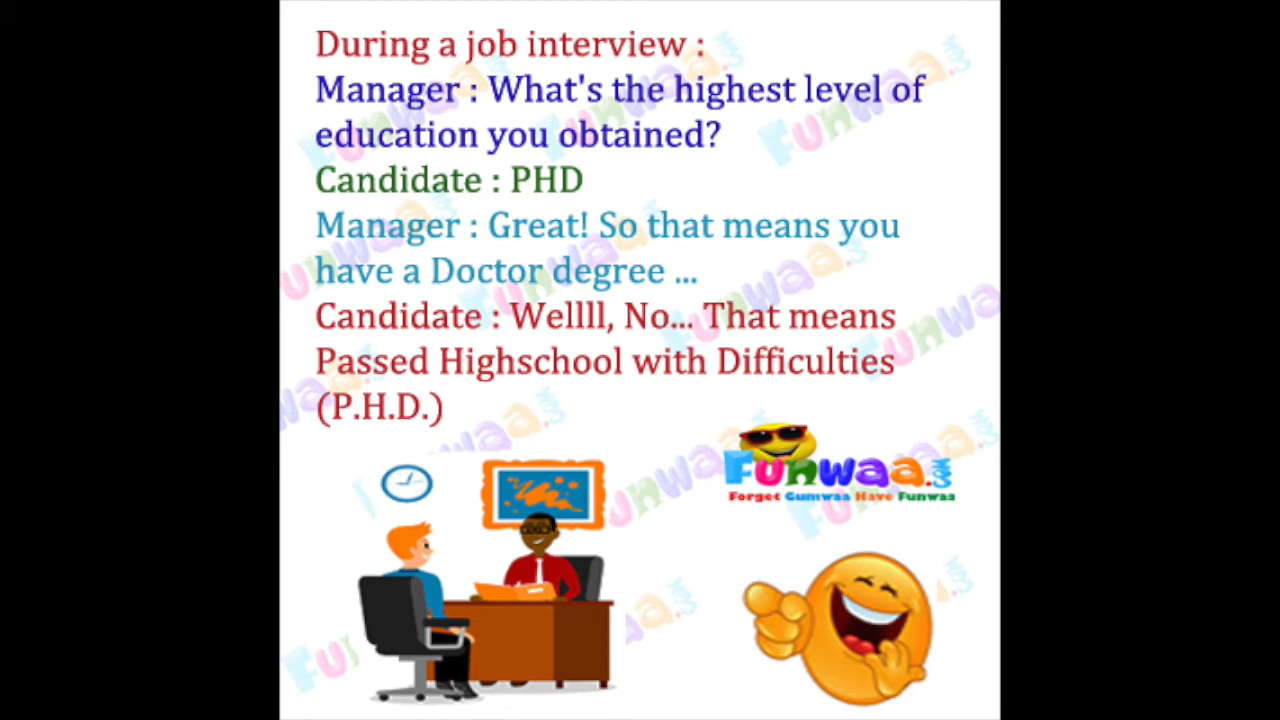 During a job interview :
Manager : What's the highest level of
education you obtained?
Candidate : PHD
Manager : Great! So that means you
have a Doctor degree ...
Candidate : Wellll, No... That means
Passed Highschool with Difficulties
(P.H.D.)
Funwaa.com
Forget Gumwaa Have Funwaa